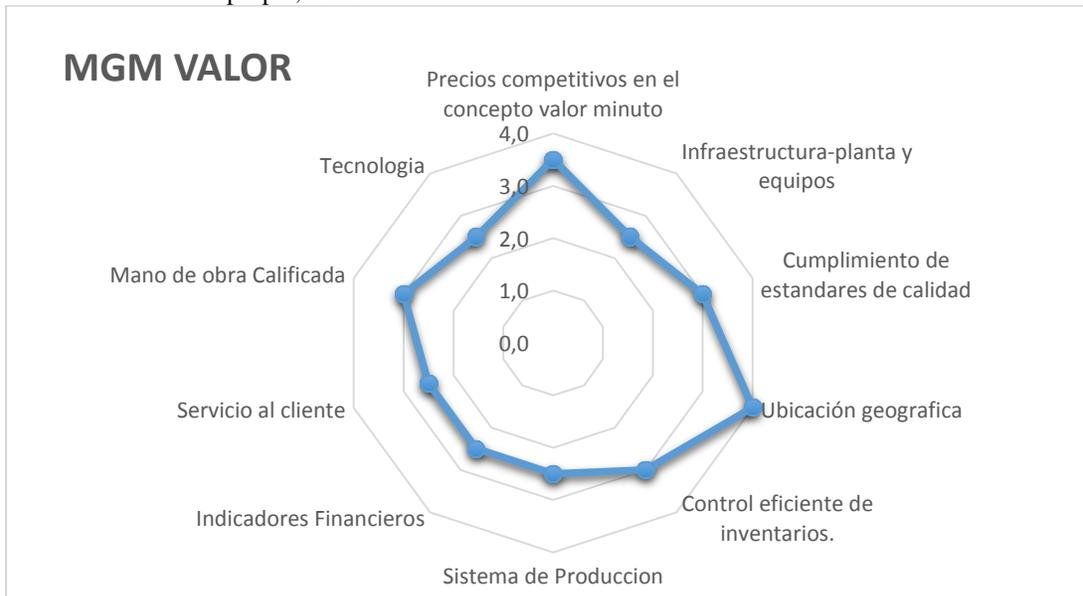 MGM VALOR
Precios competitivos en el
concepto valor minuto
4,0
Infraestructura-planta y
equipos
Tecnologia
3,0
2,0
Cumplimiento de
estandares de calidad
Mano de obra Calificada
1,0
0,0
Servicio al cliente
Ubicación geografica
Control eficiente de
inventarios.
Indicadores Financieros
Sistema de Produccion